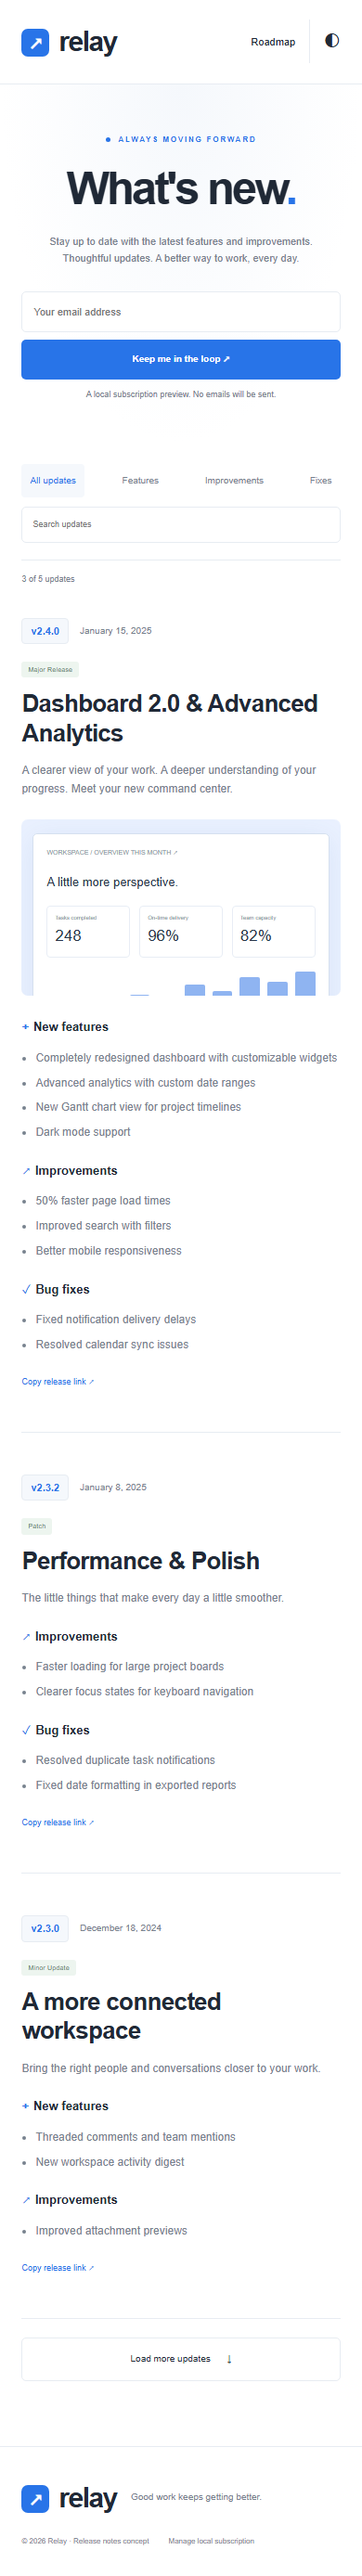 relay
Roadmap
ALWAYS MOVING FORWARD
What's new.
Stay up to date with the latest features and improvements.
Thoughtful updates. A better way to work, every day.
Your email address
Keep me in the loop ↗
A local subscription preview. No emails will be sent.
All updates
Features
Improvements
Fixes
Search updates
3 of 5 updates
v2.4.0
January 15, 2025
Major Release
Dashboard 2.0 & Advanced
Analytics
A clearer view of your work. A deeper understanding of your
progress. Meet your new command center.
WORKSPACE / OVERVIEW THIS MONTH ↗
A little more perspective.
Tasks completed
On-time delivery
Team capacity
248
96%
82%
+ New features
• Completely redesigned dashboard with customizable widgets
• Advanced analytics with custom date ranges
• New Gantt chart view for project timelines
• Dark mode support
↗ Improvements
• 50% faster page load times
• Improved search with filters
• Better mobile responsiveness
✓ Bug fixes
• Fixed notification delivery delays
• Resolved calendar sync issues
Copy release link ↗
v2.3.2
January 8, 2025
Patch
Performance & Polish
The little things that make every day a little smoother.
↗ Improvements
• Faster loading for large project boards
• Clearer focus states for keyboard navigation
✓ Bug fixes
• Resolved duplicate task notifications
• Fixed date formatting in exported reports
Copy release link ↗
v2.3.0
December 18, 2024
Minor Update
A more connected
workspace
Bring the right people and conversations closer to your work.
+ New features
• Threaded comments and team mentions
• New workspace activity digest
↗ Improvements
• Improved attachment previews
Copy release link ↗
Load more updates ↓
relay
Good work keeps getting better.
© 2026 Relay · Release notes concept
Manage local subscription